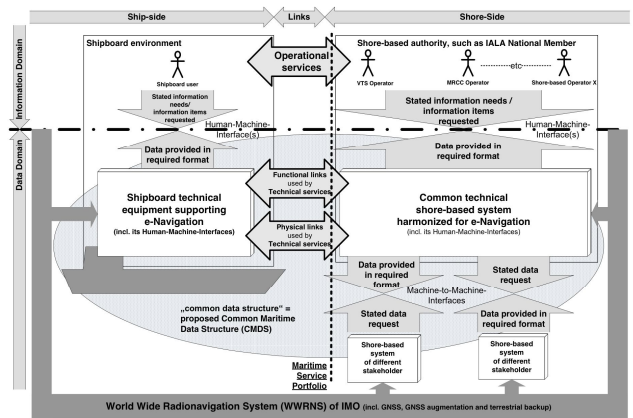 Ship-side
Links
Shore-Side
Information Domain
Data Domain
Shipboard environment
Operational
services
Shore-based authority, such as IALA National Member
Shipboard user
VTS Operator
etc
MRCC Operator
Shore-based Operator X
Stated information
needs/
information items
requested
Human-Machine-
Interface(s)
Stated information needs /
information items
requested
Human-Machine-
Interface(s)
Data provided in
required format
Data provided in
required format
Functional links
used by
Technical services
Shipboard technical
equipment supporting
e-Navigation
(incl. its Human-Machine-Interfaces)
Common technical
shore-based system
harmonized for e-Navigation
(incl. its Human-Machine-Interfaces)
Physical links
used by
Technical services
Data provided
in required
format
Stated data
request
Machine-to-Machine-
Interfaces
Stated data
request
Data provided in
required format
„common data structure“ =
proposed Common Maritime
Data Structure (CMDS)
Maritime
Service
Portfolio
Shore-based
system
of different
stakeholder
Shore-based
system
of different
stakeholder
World Wide Radionavigation System (WWRNS) of IMO (incl. GNSS, GNSS augmentation and terrestrial backup)